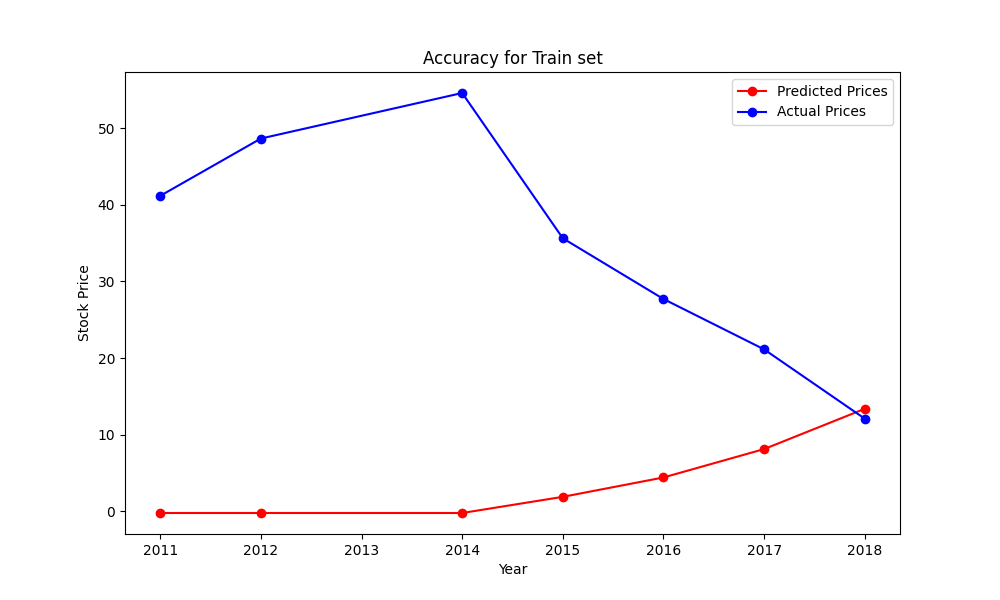 Accuracy for Train set
Predicted Prices
Actual Prices
Stock Price
50
40
30
20
10
0
2011 2012 2013 2014 2015 2016 2017 2018
Year